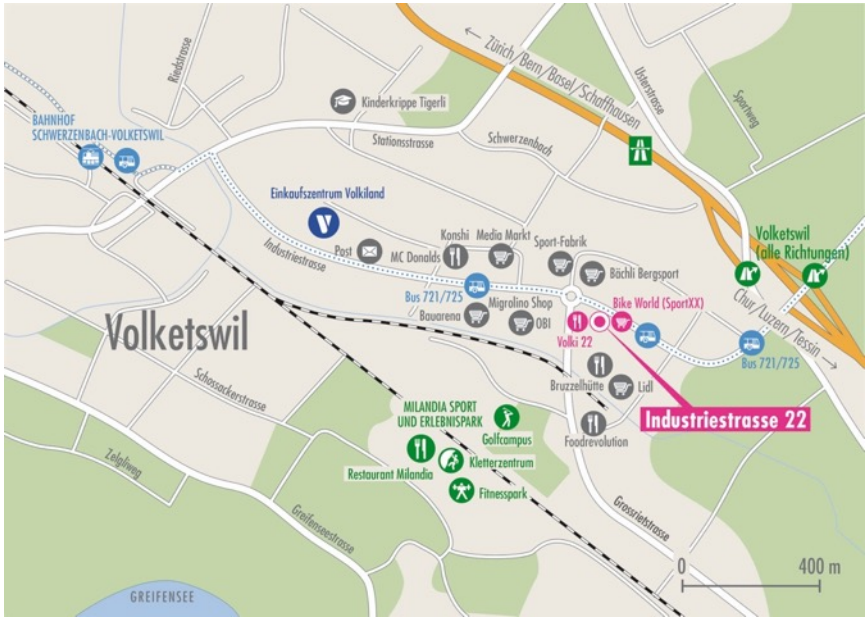 Zürich/Bern/Basel/Schaffhausen
Usterstrasse
Sportweg
Riedstrasse
Kinderkrippe Tigerli
BAHNHOF
SCHWERZENBACH-VOLKETSWIL
Stationsstrasse
Schwerzenbach
Einkaufszentrum Volkiland
Volketswil
(alle Richtungen)
Konshi
Media Markt
Sport-Fabrik
Post
MC Donalds
Bächli Bergsport
Industriestrasse
Bus 721/725
Migrolino Shop
Bike World (SportXX)
Chur/Luzern/Tessin
Bauarena
OBI
Volki 22
Volketswil
Bus 721/725
Bruzzelhütte
Lidl
Schossackerstrasse
MILANDIA SPORT
UND ERLEBNISPARK
Industriestrasse 22
Golfcampus
Foodrevolution
Zelgliweg
Kletterzentrum
Restaurant Milandia
Fitnesspark
Greifenseestrasse
Grossrietstrasse
0
400 m
GREIFENSEE